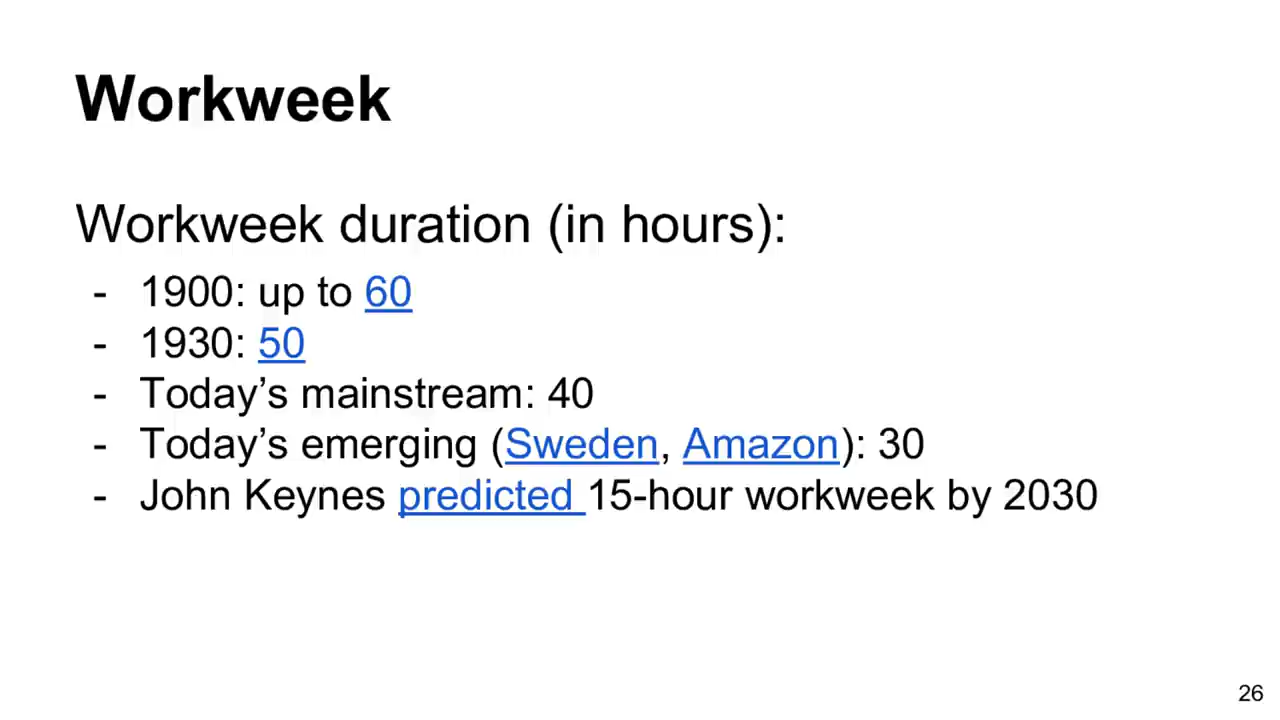 Workweek
Workweek duration (in hours):
- 1900: up to 60
- 1930: 50
- Today’s mainstream: 40
- Today’s emerging (Sweden, Amazon): 30
- John Keynes predicted 15-hour workweek by 2030
26